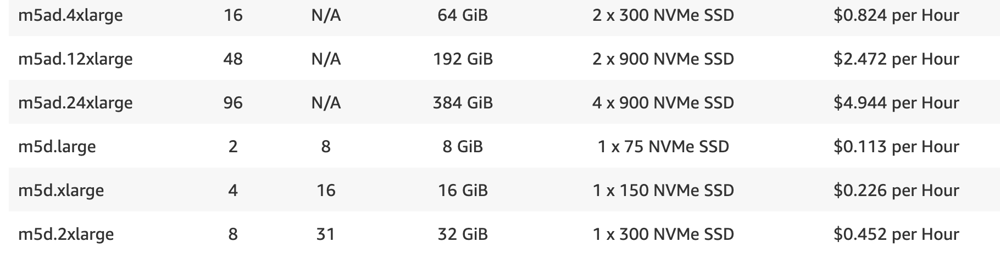 m5ad.4xlarge 16 N/A 64 GiB 2 x 300 NVMe SSD $0.824 per Hour
m5ad.12xlarge 48 N/A 192 GiB 2 x 900 NVMe SSD $2.472 per Hour
m5ad.24xlarge 96 N/A 384 GiB 4 x 900 NVMe SSD $4.944 per Hour
m5d.large 2 8 8 GiB 1 x 75 NVMe SSD $0.113 per Hour
m5d.xlarge 4 16 16 GiB 1 x 150 NVMe SSD $0.226 per Hour
m5d.2xlarge 8 31 32 GiB 1 x 300 NVMe SSD $0.452 per Hour